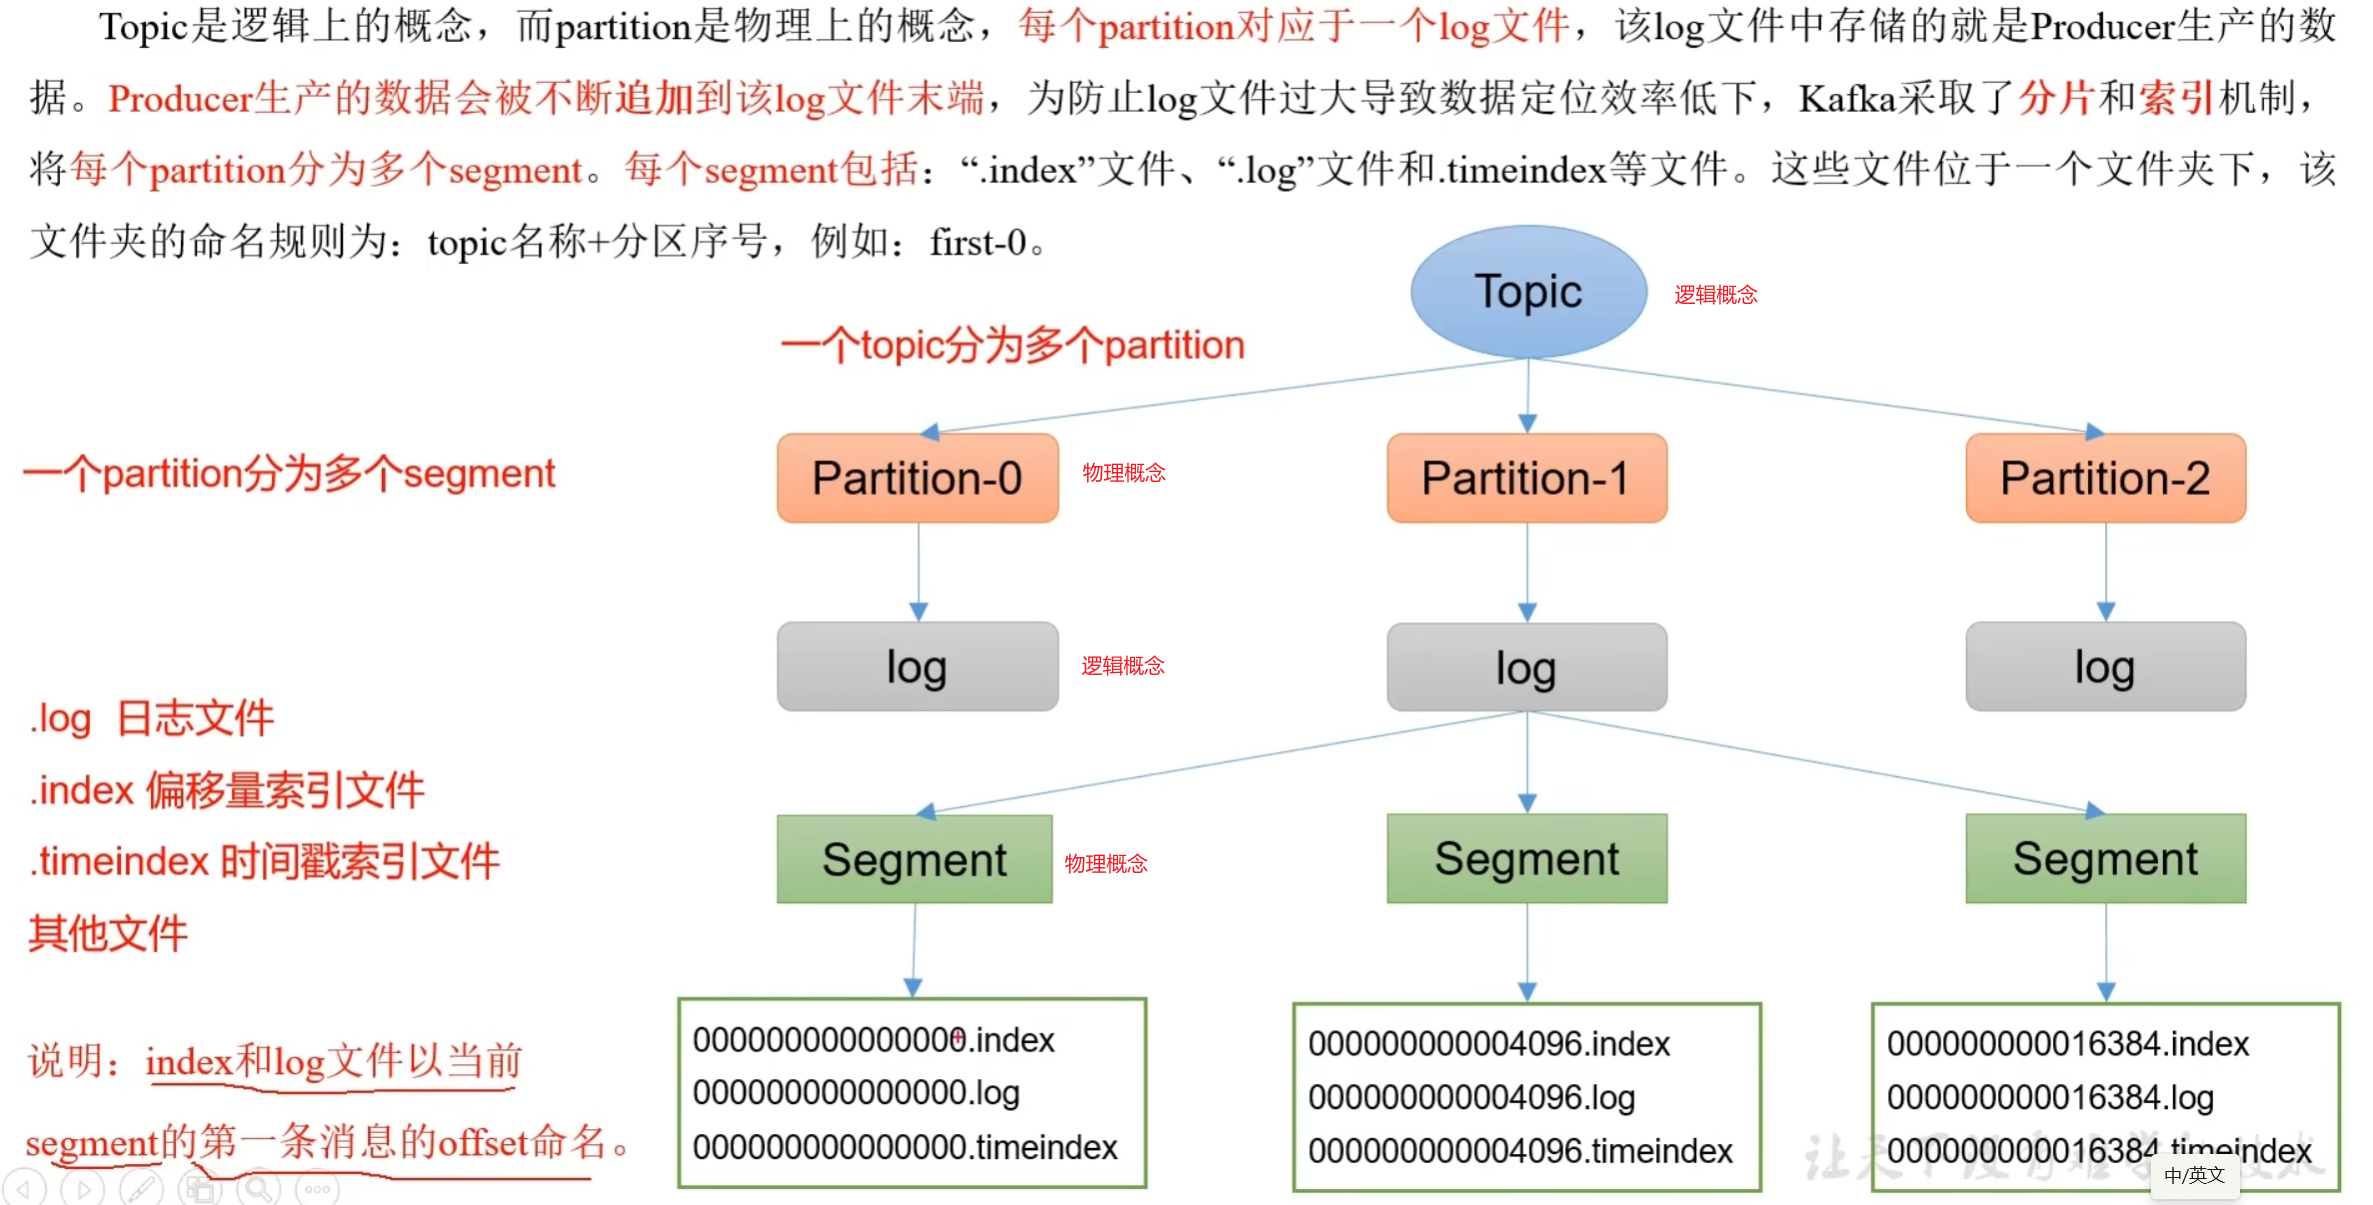 Topic是逻辑上的概念，而partition是物理上的概念，每个partition对应于一个log文件，该log文件中存储的就是Producer生产的数
据。Producer生产的数据会被不断追加到该log文件末端，为防止log文件过大导致数据定位效率低下，Kafka采取了分片和索引机制，
将每个partition分为多个segment。每个segment包括：“.index”文件、“.log”文件和.timeindex等文件。这些文件位于一个文件夹下，该
文件夹的命名规则为：topic名称+分区序号，例如：first-0。
Topic
逻辑概念
一个topic分为多个partition
一个partition分为多个segment
Partition-0
物理概念
Partition-1
Partition-2
log
逻辑概念
log
log
.log 日志文件
.index 偏移量索引文件
.timeindex 时间戳索引文件
其他文件
Segment
物理概念
Segment
Segment
说明：index和log文件以当前
segment的第一条消息的offset命名。
000000000000000.index
000000000000000.log
000000000000000.timeindex
000000000004096.index
000000000004096.log
000000000004096.timeindex
000000000016384.index
000000000016384.log
000000000016384.timeindex
让天下没有难学的技术
中/英文